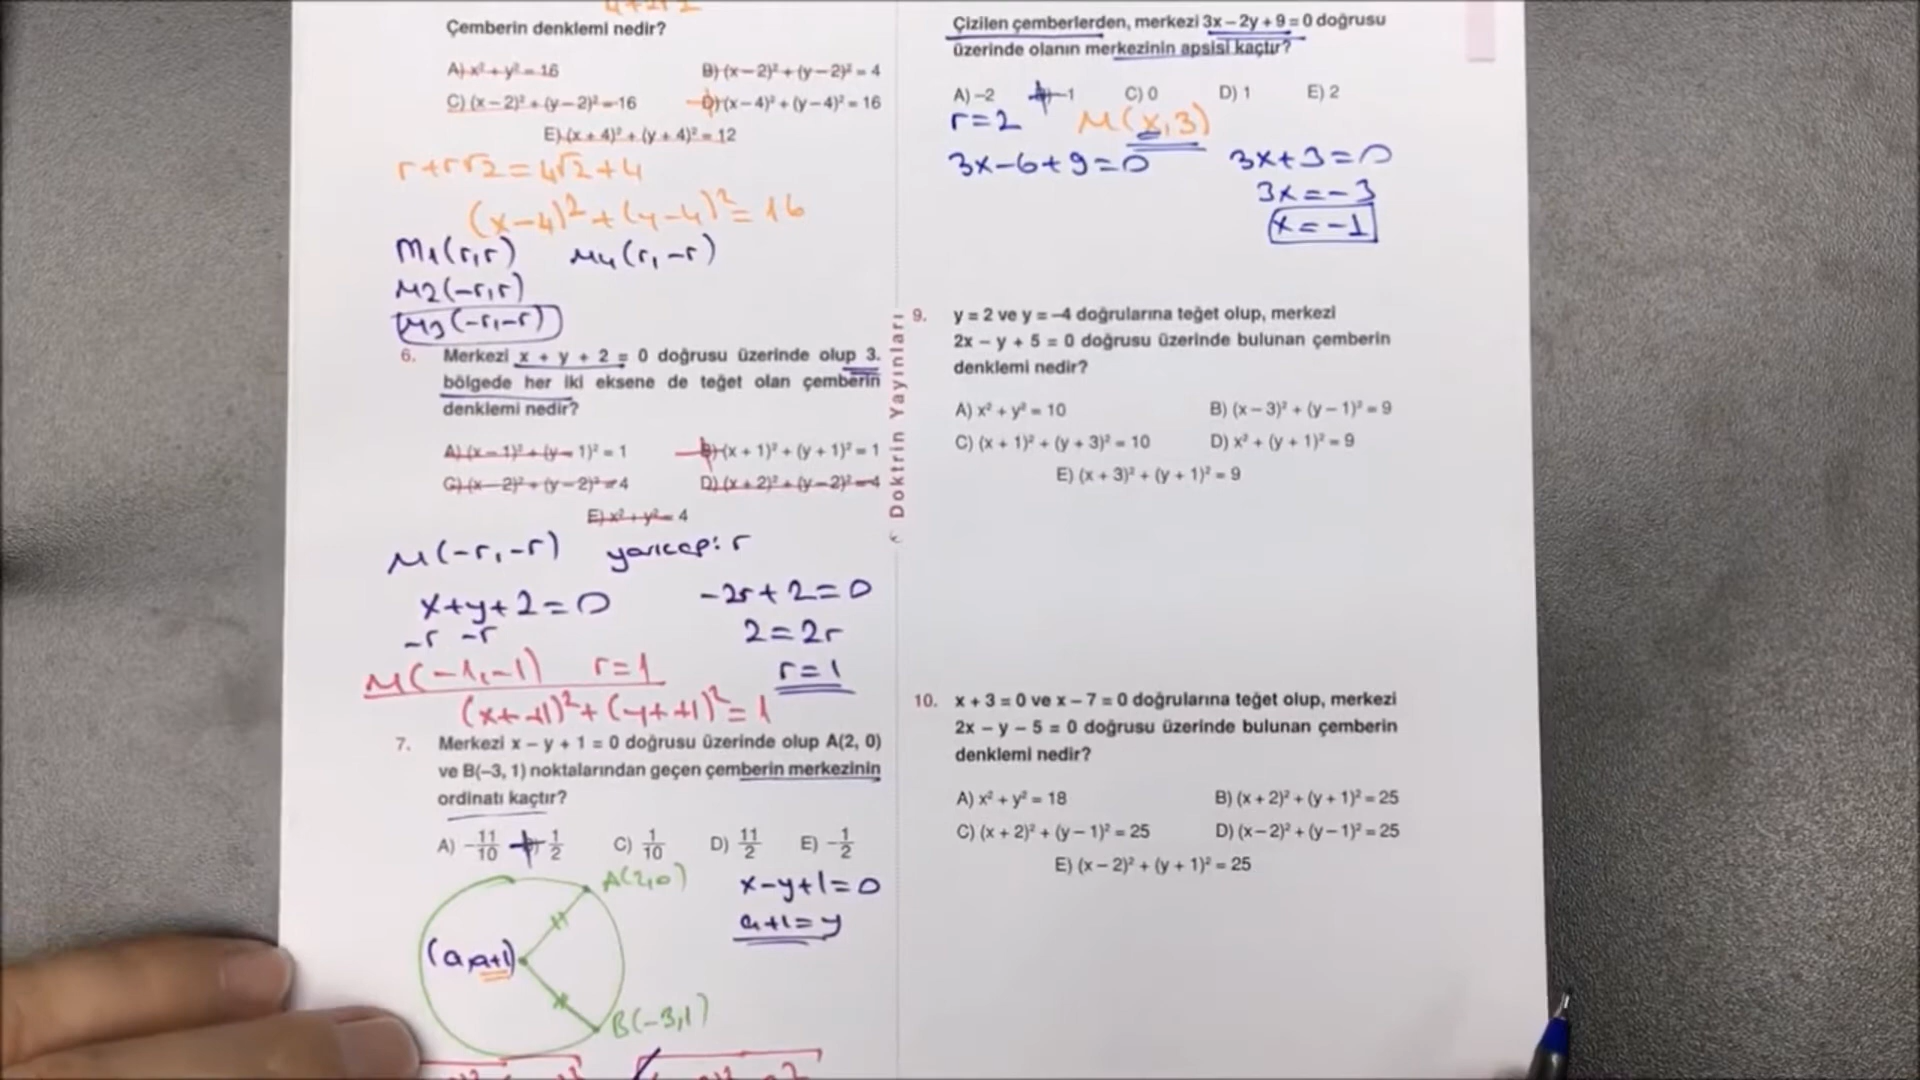 Çemberin denklemi nedir?
A) x² + y² = 16
B) (x – 2)² + (y – 2)² = 4
C) (x – 2)² + (y – 2)² = 16
D) (x – 4)² + (y – 4)² = 16
E) (x + 4)² + (y + 4)² = 12
r+r√2 = 4√2+4
(x-4)²+(y-4)²=16
M1(r,r)
M4(r,-r)
M2(-r,r)
M3(-r,-r)
6. Merkezi x + y + 2 = 0 doğrusu üzerinde olup 3.
bölgede her iki eksene de teğet olan çemberin
denklemi nedir?
A) (x – 1)² + (y – 1)² = 1
B) (x + 1)² + (y + 1)² = 1
C) (x – 2)² + (y – 2)² = 4
D) (x + 2)² + (y – 2)² = 4
E) x² + y² = 4
M(-r,-r) yarıçap: r
x+y+2=0
-r -r
-2r+2=0
2=2r
r=1
M(-1,-1) r=1
(x++1)²+(y++1)²=1
7. Merkezi x – y + 1 = 0 doğrusu üzerinde olup A(2, 0)
ve B(–3, 1) noktalarından geçen çemberin merkezinin
ordinatı kaçtır?
A) –11/10 1/2 C) 1/10 D) 11/2 E) –1/2
A(2,0)
x-y+1=0
a+1=y
(a,a+1)
B(-3,1)
Doktrin Yayınları
Çizilen çemberlerden, merkezi 3x – 2y + 9 = 0 doğrusu
üzerinde olanın merkezinin apsisi kaçtır?
A) –2 –1 C) 0 D) 1 E) 2
r=2 M(x,3)
3x-6+9=0
3x+3=0
3x=-3
x=-1
9. y = 2 ve y = –4 doğrularına teğet olup, merkezi
2x – y + 5 = 0 doğrusu üzerinde bulunan çemberin
denklemi nedir?
A) x² + y² = 10
B) (x – 3)² + (y – 1)² = 9
C) (x + 1)² + (y + 3)² = 10
D) x² + (y + 1)² = 9
E) (x + 3)² + (y + 1)² = 9
10. x + 3 = 0 ve x – 7 = 0 doğrularına teğet olup, merkezi
2x – y – 5 = 0 doğrusu üzerinde bulunan çemberin
denklemi nedir?
A) x² + y² = 18
B) (x + 2)² + (y + 1)² = 25
C) (x + 2)² + (y – 1)² = 25
D) (x – 2)² + (y – 1)² = 25
E) (x – 2)² + (y + 1)² = 25